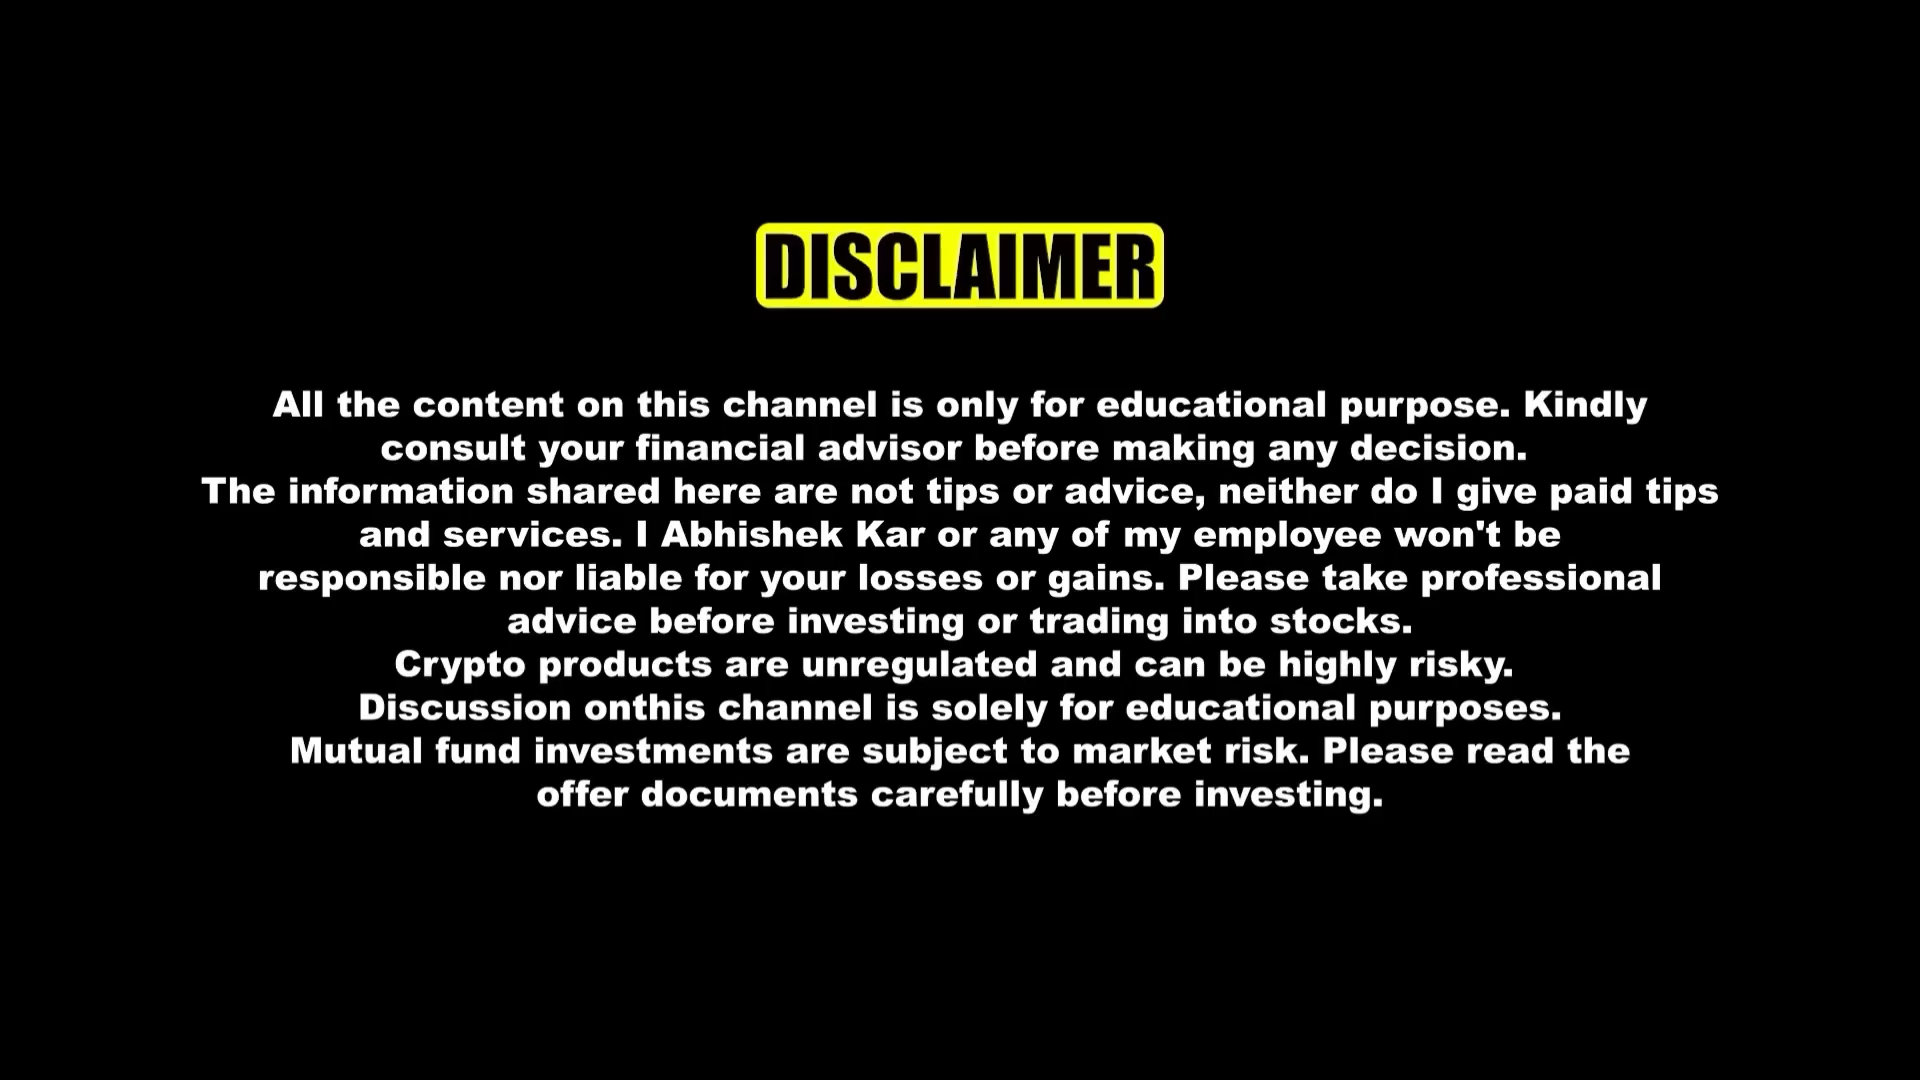 DISCLAIMER
All the content on this channel is only for educational purpose. Kindly
consult your financial advisor before making any decision.
The information shared here are not tips or advice, neither do I give paid tips
and services. I Abhishek Kar or any of my employee won't be
responsible nor liable for your losses or gains. Please take professional
advice before investing or trading into stocks.
Crypto products are unregulated and can be highly risky.
Discussion onthis channel is solely for educational purposes.
Mutual fund investments are subject to market risk. Please read the
offer documents carefully before investing.